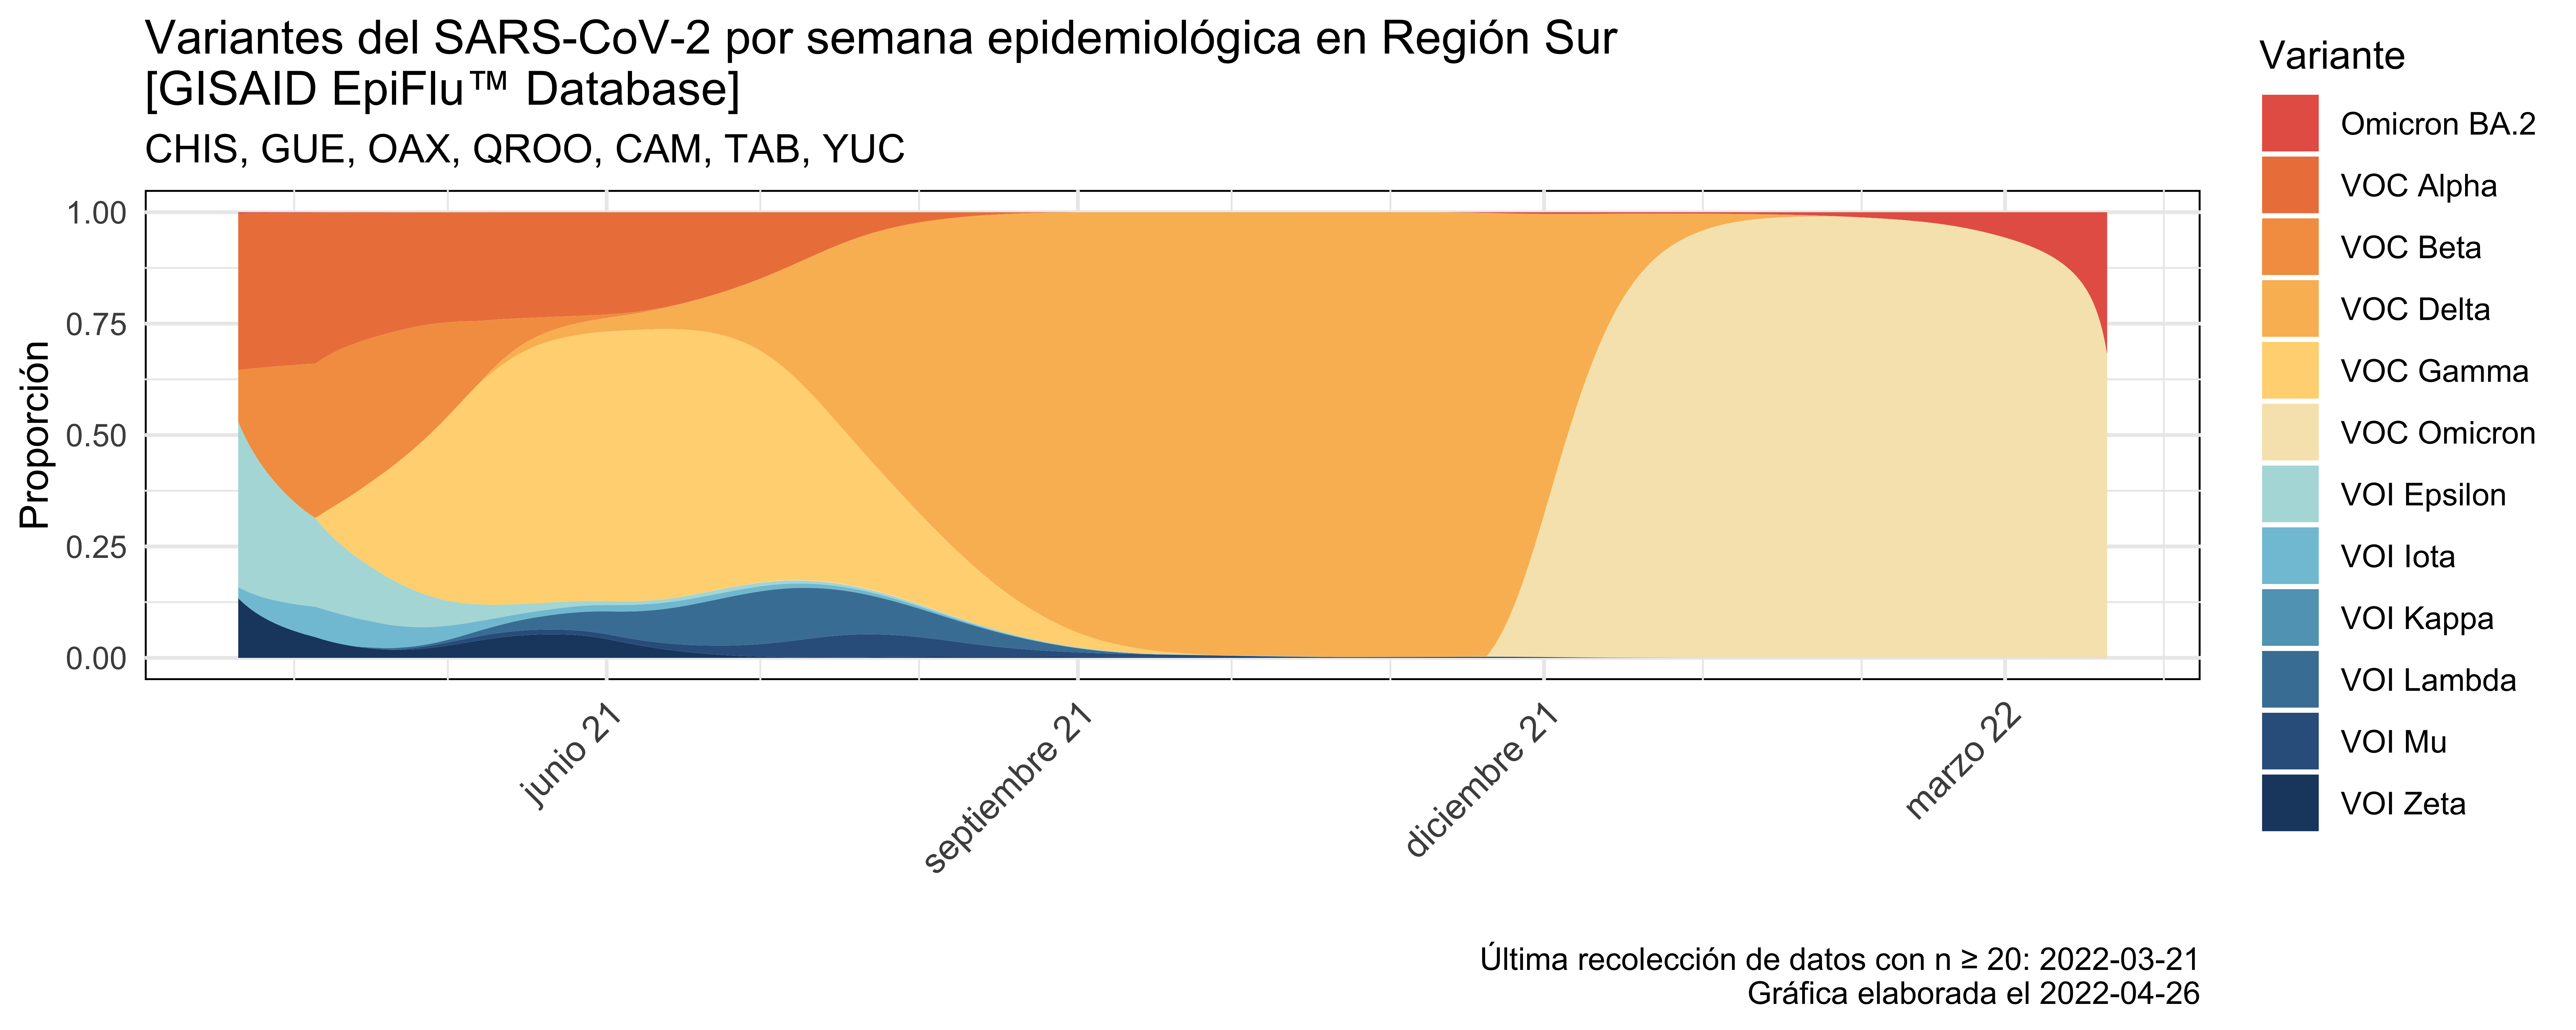 Variantes del SARS-CoV-2 por semana epidemiológica en Región Sur
[GISAID EpiFlu™ Database]
CHIS, GUE, OAX, QROO, CAM, TAB, YUC
Proporción
1.00
0.75
0.50
0.25
0.00
junio 21
septiembre 21
diciembre 21
marzo 22
Variante
Omicron BA.2
VOC Alpha
VOC Beta
VOC Delta
VOC Gamma
VOC Omicron
VOI Epsilon
VOI Iota
VOI Kappa
VOI Lambda
VOI Mu
VOI Zeta
Última recolección de datos con n ≥ 20: 2022-03-21
Gráfica elaborada el 2022-04-26